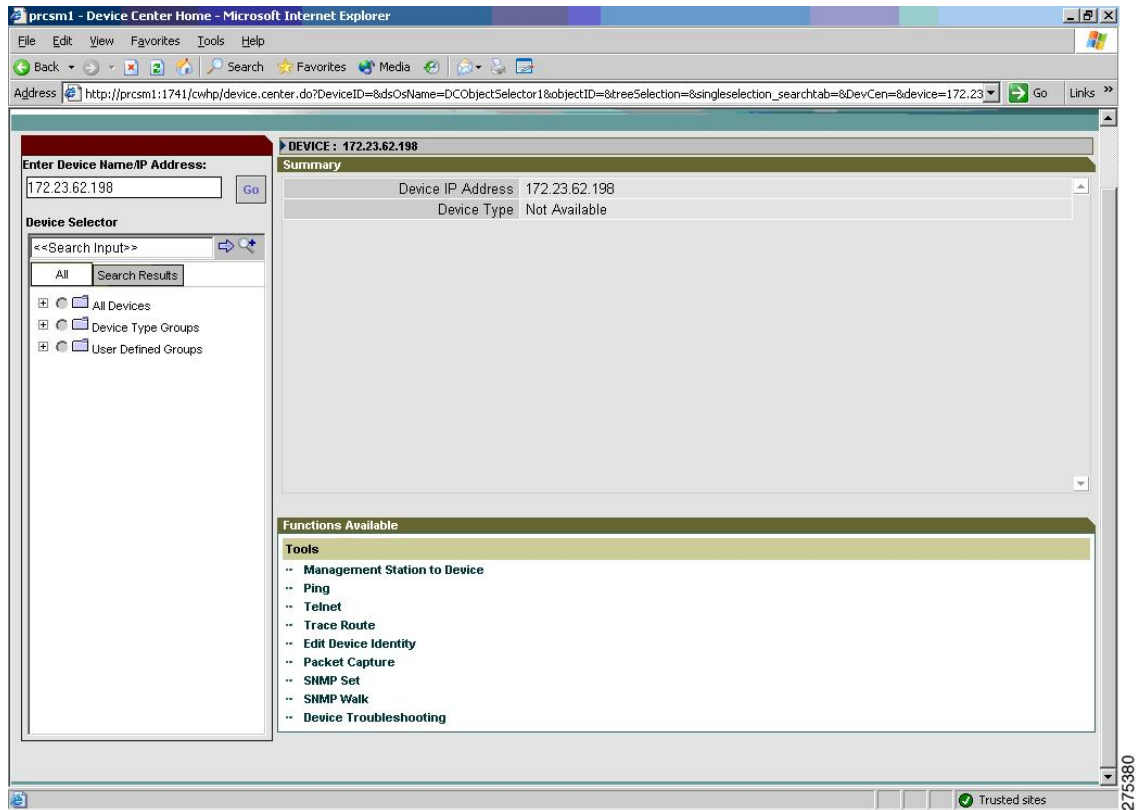 prcsm1 - Device Center Home - Microsoft Internet Explorer
File Edit View Favorites Tools Help
Back Search Favorites Media
Address http://prcsm1:1741/cwhp/device.center.do?DeviceID=&dsOsName=DCObjectSelector1&objectID=&treeSelection=&singleselection_searchtab=&DevCen=&device=172.23 Go Links »
DEVICE : 172.23.62.198
Enter Device Name/IP Address:
172.23.62.198 Go
Device Selector
<<Search Input>>
All Search Results
All Devices
Device Type Groups
User Defined Groups
Summary
Device IP Address 172.23.62.198
Device Type Not Available
Functions Available
Tools
Management Station to Device
Ping
Telnet
Trace Route
Edit Device Identity
Packet Capture
SNMP Set
SNMP Walk
Device Troubleshooting
Trusted sites
275380